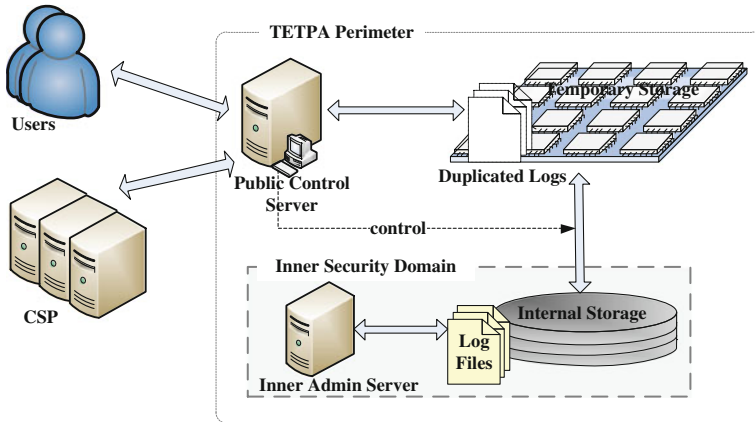 TETPA Perimeter
Users
Temporary Storage
Public Control
Server
Duplicated Logs
control
CSP
Inner Security Domain
Internal Storage
Log
Files
Inner Admin Server